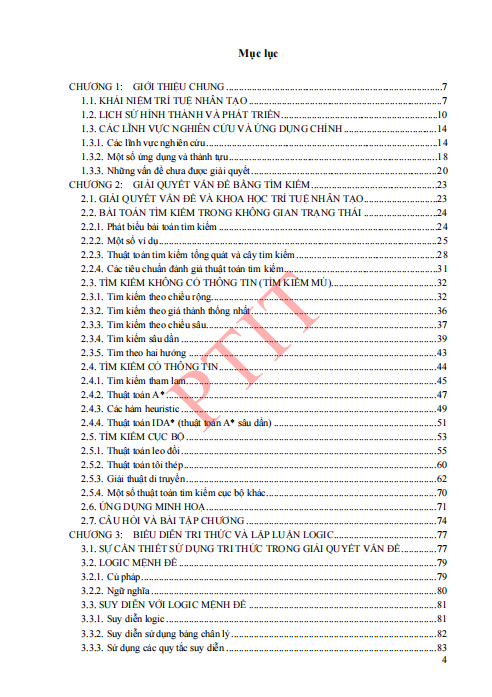 Mục lục
CHƯƠNG 1: GIỚI THIỆU CHUNG ........ 7
1.1. KHÁI NIỆM TRÍ TUỆ NHÂN TẠO ........ 7
1.2. LỊCH SỬ HÌNH THÀNH VÀ PHÁT TRIỂN ........ 10
1.3. CÁC LĨNH VỰC NGHIÊN CỨU VÀ ỨNG DỤNG CHÍNH ........ 14
1.3.1. Các lĩnh vực nghiên cứu ........ 14
1.3.2. Một số ứng dụng và thành tựu ........ 18
1.3.3. Những vấn đề chưa được giải quyết ........ 20
CHƯƠNG 2: GIẢI QUYẾT VẤN ĐỀ BẰNG TÌM KIẾM ........ 23
2.1. GIẢI QUYẾT VẤN ĐỀ VÀ KHOA HỌC TRÍ TUỆ NHÂN TẠO ........ 23
2.2. BÀI TOÁN TÌM KIẾM TRONG KHÔNG GIAN TRẠNG THÁI ........ 24
2.2.1. Phát biểu bài toán tìm kiếm ........ 24
2.2.2. Một số ví dụ ........ 25
2.2.3. Thuật toán tìm kiếm tổng quát và cây tìm kiếm ........ 28
2.2.4. Các tiêu chuẩn đánh giá thuật toán tìm kiếm ........ 31
2.3. TÌM KIẾM KHÔNG CÓ THÔNG TIN (TÌM KIẾM MÙ) ........ 32
2.3.1. Tìm kiếm theo chiều rộng ........ 32
2.3.2. Tìm kiếm theo giá thành thống nhất ........ 36
2.3.3. Tìm kiếm theo chiều sâu ........ 37
2.3.4. Tìm kiếm sâu dần ........ 39
2.3.5. Tìm theo hai hướng ........ 43
2.4. TÌM KIẾM CÓ THÔNG TIN ........ 44
2.4.1. Tìm kiếm tham lam ........ 45
2.4.2. Thuật toán A* ........ 47
2.4.3. Các hàm heuristic ........ 49
2.4.4. Thuật toán IDA* (thuật toán A* sâu dần) ........ 51
2.5. TÌM KIẾM CỤC BỘ ........ 53
2.5.1. Thuật toán leo đồi ........ 55
2.5.2. Thuật toán tôi thép ........ 60
2.5.3. Giải thuật di truyền ........ 62
2.5.4. Một số thuật toán tìm kiếm cục bộ khác ........ 70
2.6. ỨNG DỤNG MINH HOẠ ........ 71
2.7. CÂU HỎI VÀ BÀI TẬP CHƯƠNG ........ 74
CHƯƠNG 3: BIỂU DIỄN TRI THỨC VÀ LẬP LUẬN LOGIC ........ 77
3.1. SỰ CẦN THIẾT SỬ DỤNG TRI THỨC TRONG GIẢI QUYẾT VẤN ĐỀ ........ 77
3.2. LOGIC MỆNH ĐỀ ........ 79
3.2.1. Cú pháp ........ 79
3.2.2. Ngữ nghĩa ........ 80
3.3. SUY DIỄN VỚI LOGIC MỆNH ĐỀ ........ 81
3.3.1. Suy diễn logic ........ 81
3.3.2. Suy diễn sử dụng bảng chân lý ........ 82
3.3.3. Sử dụng các quy tắc suy diễn ........ 83
4
PTIT